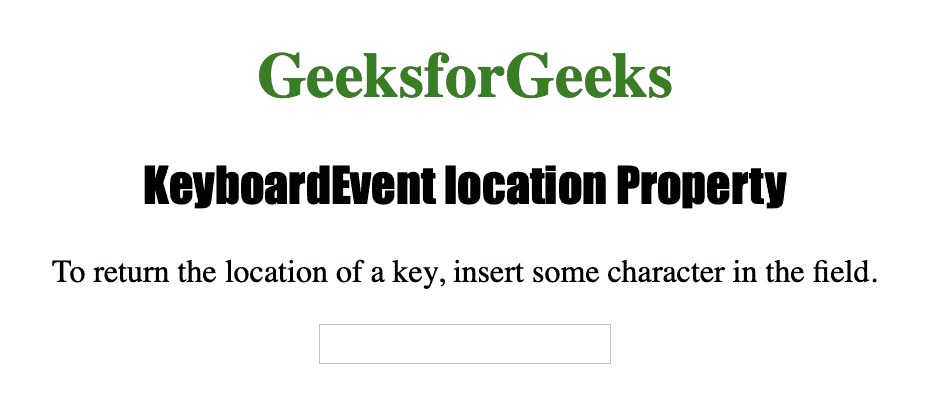 GeeksforGeeks
KeyboardEvent location Property
To return the location of a key, insert some character in the field.